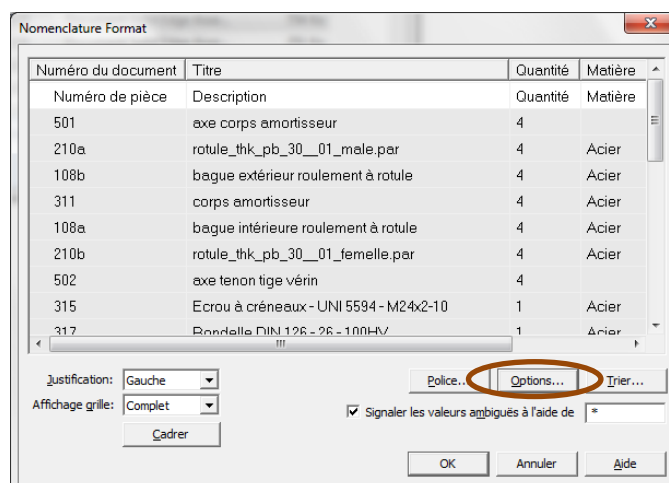 Nomenclature Format
Numéro du document Titre Quantité Matière
Numéro de pièce Description Quantité Matière
501 axe corps amortisseur 4
210a rotule_thk_pb_30__01_male.par 4 Acier
108b bague extérieur roulement à rotule 4 Acier
311 corps amortisseur 4 Acier
108a bague intérieure roulement à rotule 4 Acier
210b rotule_thk_pb_30__01_femelle.par 4 Acier
502 axe tenon tige vérin 4
315 Ecrou à créneaux - UNI 5594 - M24x2-10 1 Acier
317 Rondelle DIN 126 - 26 - 100HV 1 Acier
Justification: Gauche Police... Options... Trier...
Affichage grille: Complet Signaler les valeurs ambiguës à l'aide de *
Cadrer
OK Annuler Aide